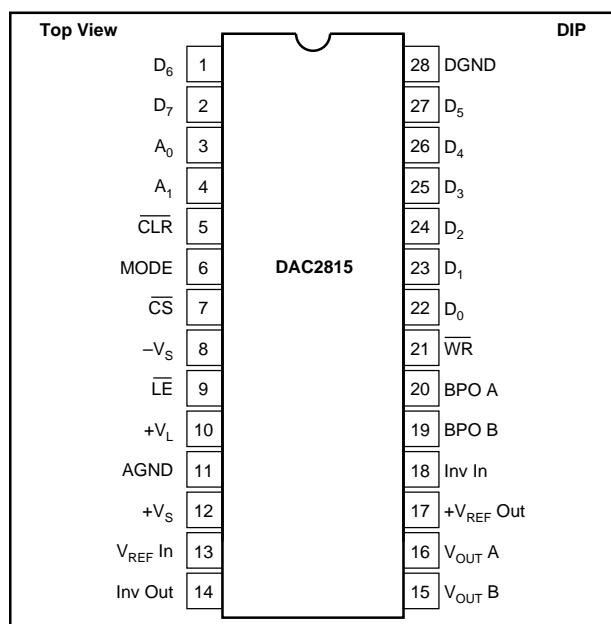 Top View DIP
D6 1 28 DGND
D7 2 27 D5
A0 3 26 D4
A1 4 25 D3
CLR 5 24 D2
MODE 6 DAC2815 23 D1
CS 7 22 D0
–VS 8 21 WR
LE 9 20 BPO A
+VL 10 19 BPO B
AGND 11 18 Inv In
+VS 12 17 +VREF Out
VREF In 13 16 VOUT A
Inv Out 14 15 VOUT B